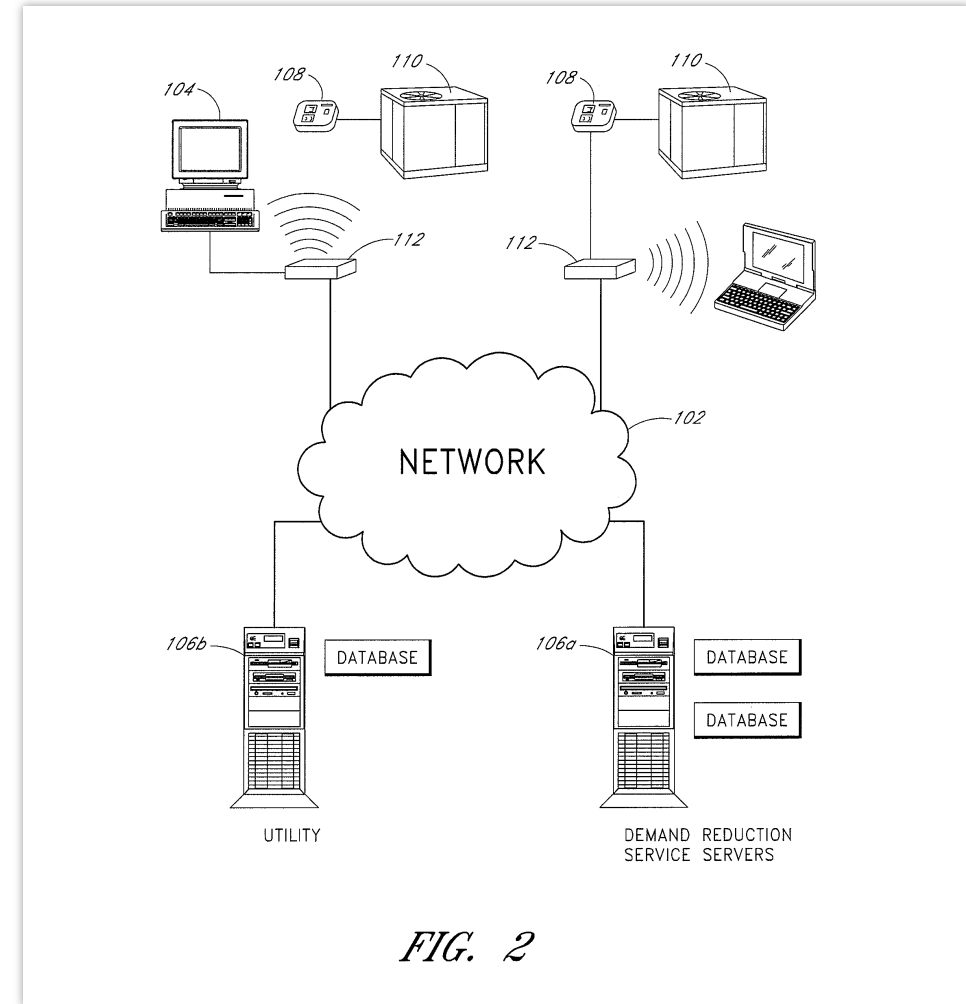 104
108
110
108
110
112
112
102
NETWORK
106b
DATABASE
106a
DATABASE
DATABASE
UTILITY
DEMAND REDUCTION
SERVICE SERVERS
FIG. 2